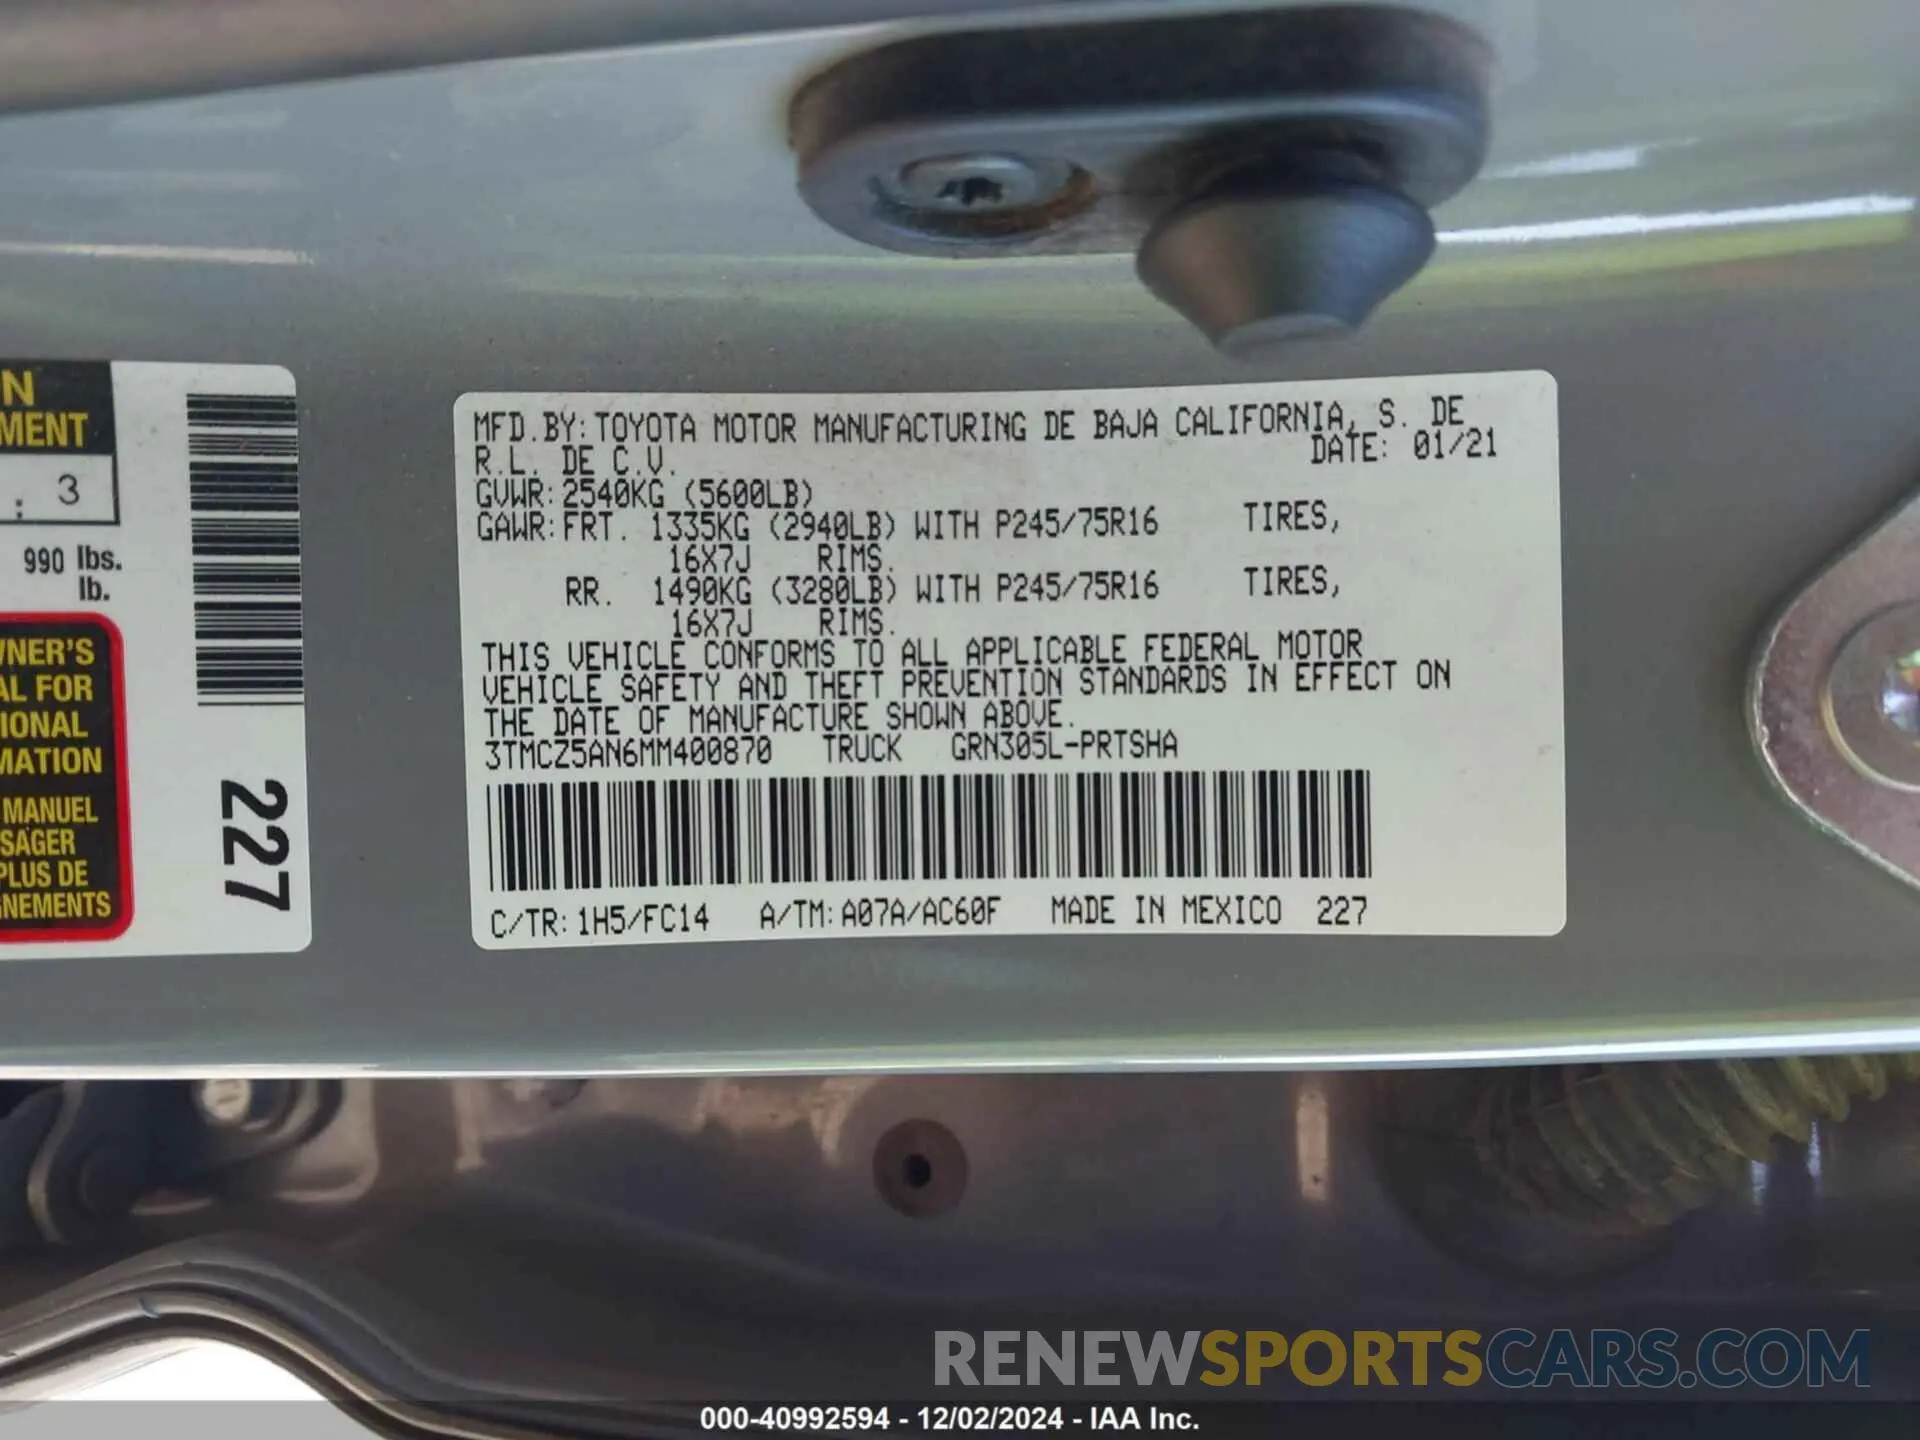 N
MENT
: 3
990 lbs.
lb.
WNER'S
AL FOR
IONAL
MATION
MANUEL
SAGER
PLUS DE
GNEMENTS
227
MFD.BY:TOYOTA MOTOR MANUFACTURING DE BAJA CALIFORNIA, S. DE
R.L. DE C.V. DATE: 01/21
GVWR:2540KG (5600LB)
GAWR:FRT. 1335KG (2940LB) WITH P245/75R16 TIRES,
16X7J RIMS.
RR. 1490KG (3280LB) WITH P245/75R16 TIRES,
16X7J RIMS.
THIS VEHICLE CONFORMS TO ALL APPLICABLE FEDERAL MOTOR
VEHICLE SAFETY AND THEFT PREVENTION STANDARDS IN EFFECT ON
THE DATE OF MANUFACTURE SHOWN ABOVE.
3TMCZ5AN6MM400870 TRUCK GRN305L-PRTSHA
C/TR:1H5/FC14 A/TM:A07A/AC60F MADE IN MEXICO 227
RENEWSPORTSCARS.COM
000-40992594 - 12/02/2024 - IAA Inc.